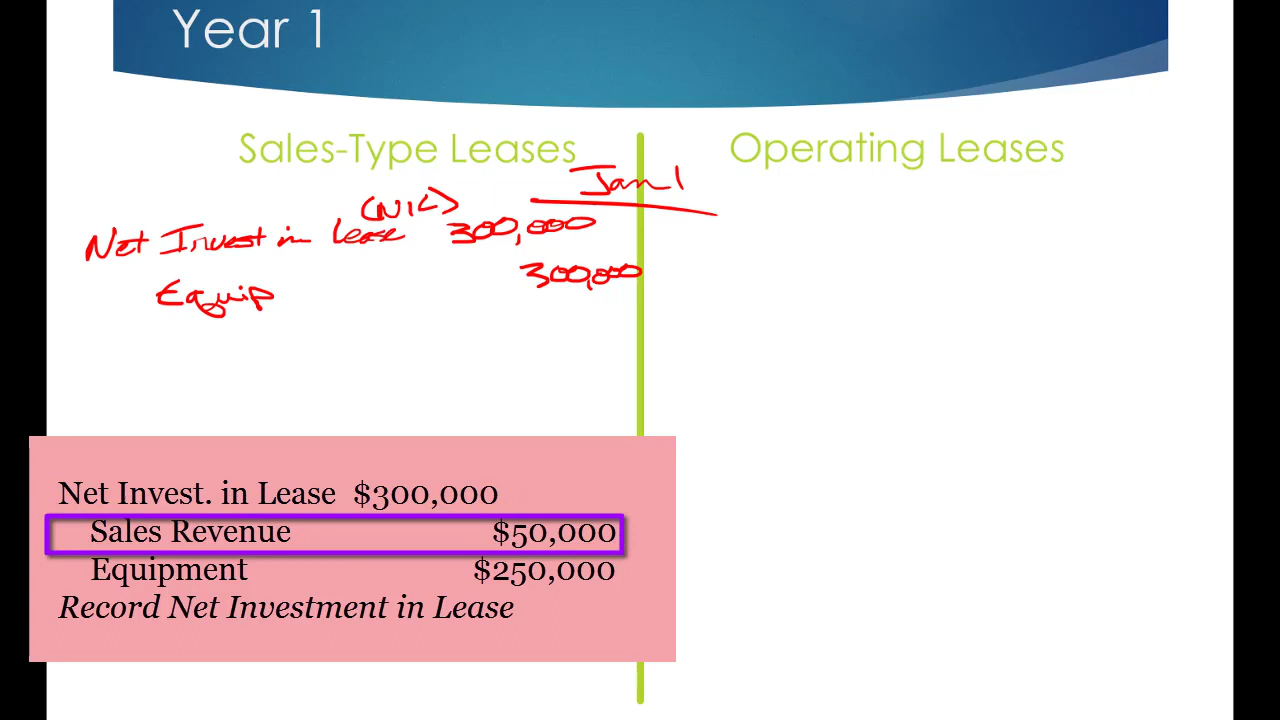 Year 1
Sales-Type Leases
Operating Leases
Jan 1
(NIL)
Net Invest in lease 300,000
Equip 300,000
Net Invest. in Lease $300,000
Sales Revenue $50,000
Equipment $250,000
Record Net Investment in Lease